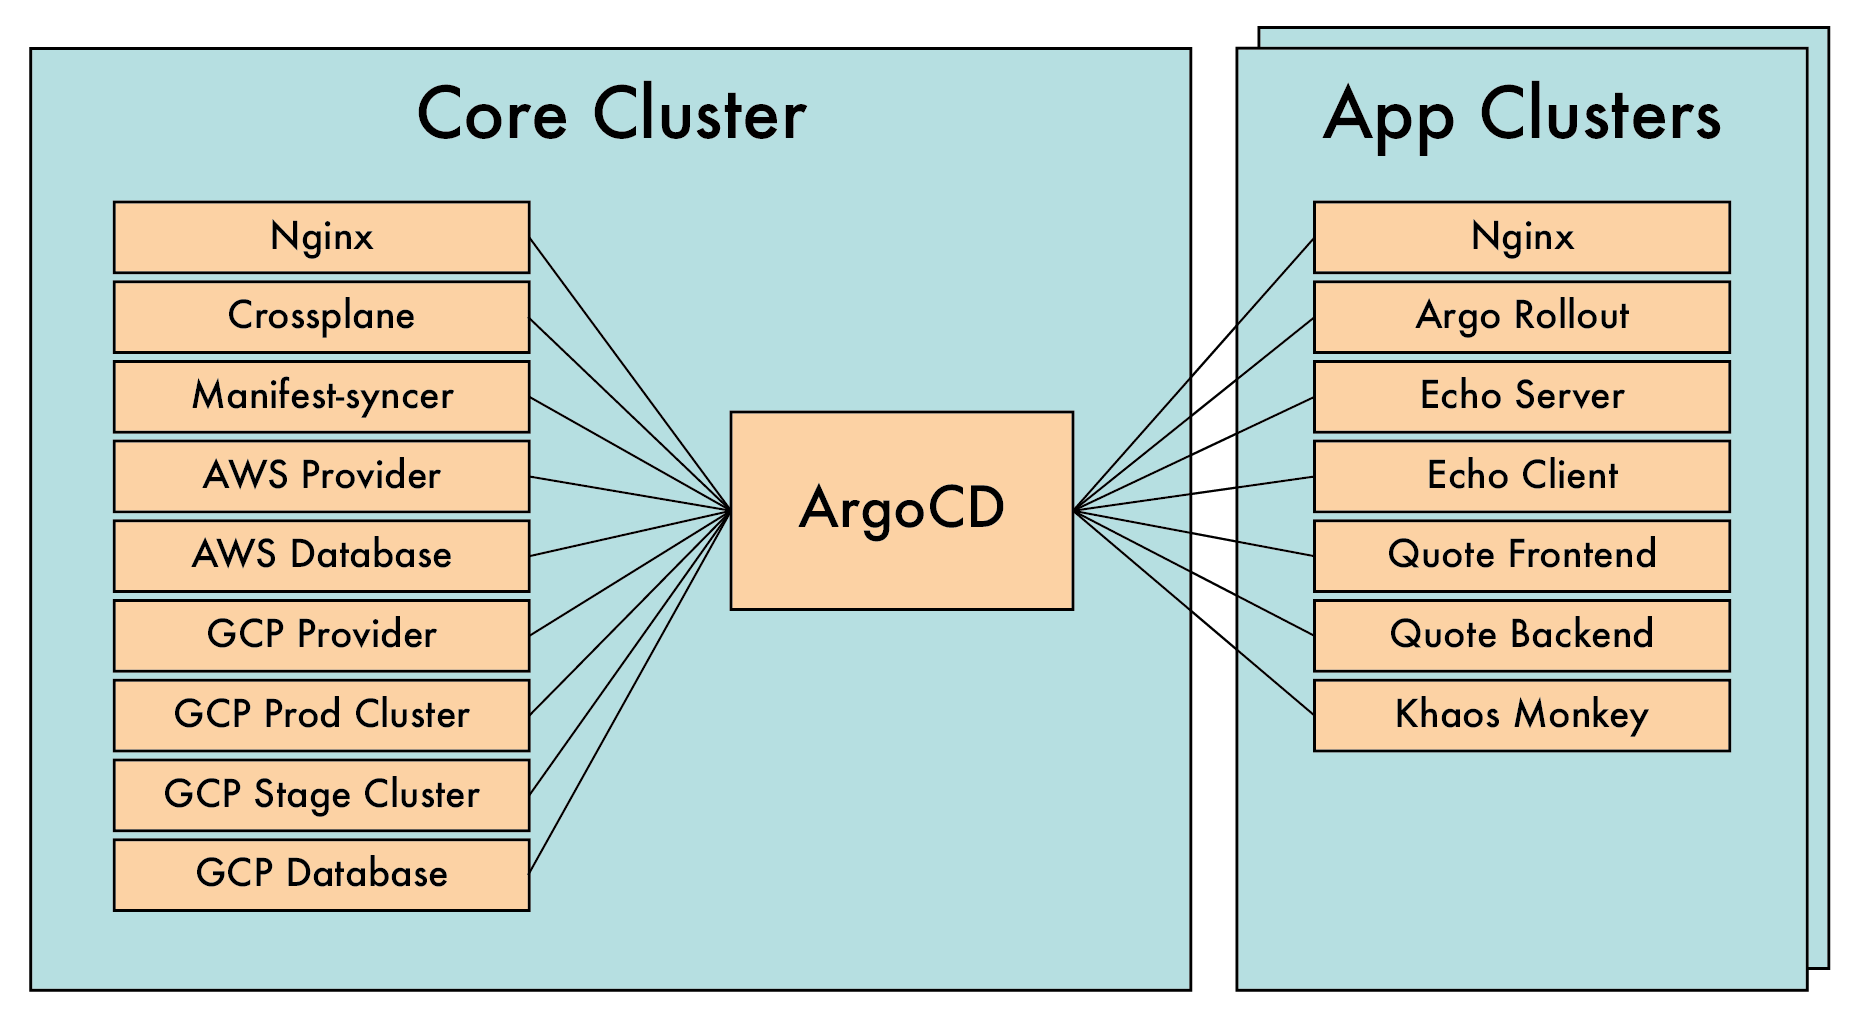 Core Cluster
Nginx
Crossplane
Manifest-syncer
AWS Provider
AWS Database
GCP Provider
GCP Prod Cluster
GCP Stage Cluster
GCP Database
ArgoCD
App Clusters
Nginx
Argo Rollout
Echo Server
Echo Client
Quote Frontend
Quote Backend
Khaos Monkey